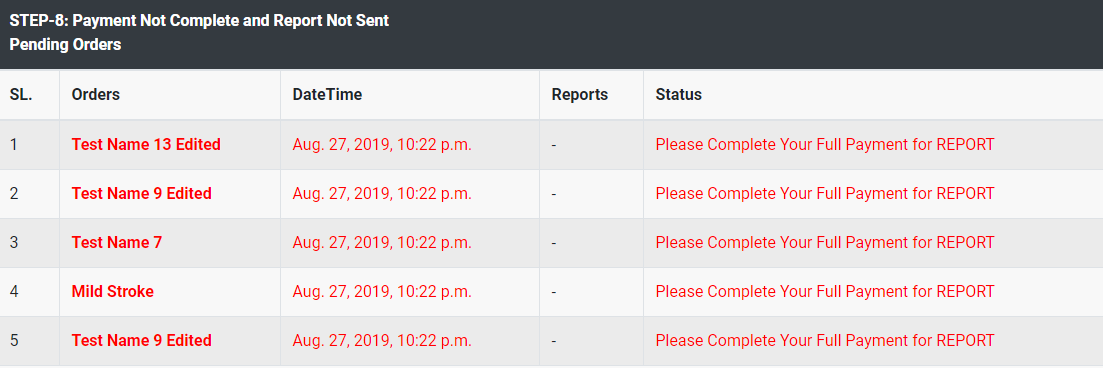 STEP-8: Payment Not Complete and Report Not Sent
Pending Orders
SL. Orders DateTime Reports Status
1 Test Name 13 Edited Aug. 27, 2019, 10:22 p.m. - Please Complete Your Full Payment for REPORT
2 Test Name 9 Edited Aug. 27, 2019, 10:22 p.m. - Please Complete Your Full Payment for REPORT
3 Test Name 7 Aug. 27, 2019, 10:22 p.m. - Please Complete Your Full Payment for REPORT
4 Mild Stroke Aug. 27, 2019, 10:22 p.m. - Please Complete Your Full Payment for REPORT
5 Test Name 9 Edited Aug. 27, 2019, 10:22 p.m. - Please Complete Your Full Payment for REPORT